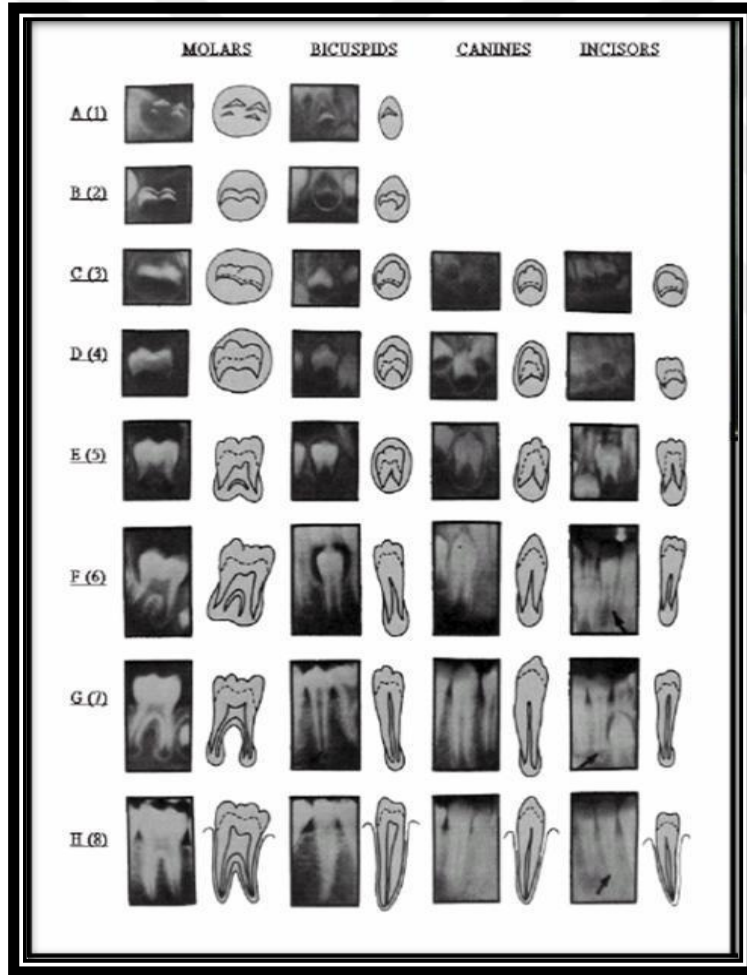 MOLARS BICUSPIDS CANINES INCISORS
A (1)
B (2)
C (3)
D (4)
E (5)
F (6)
G (7)
H (8)